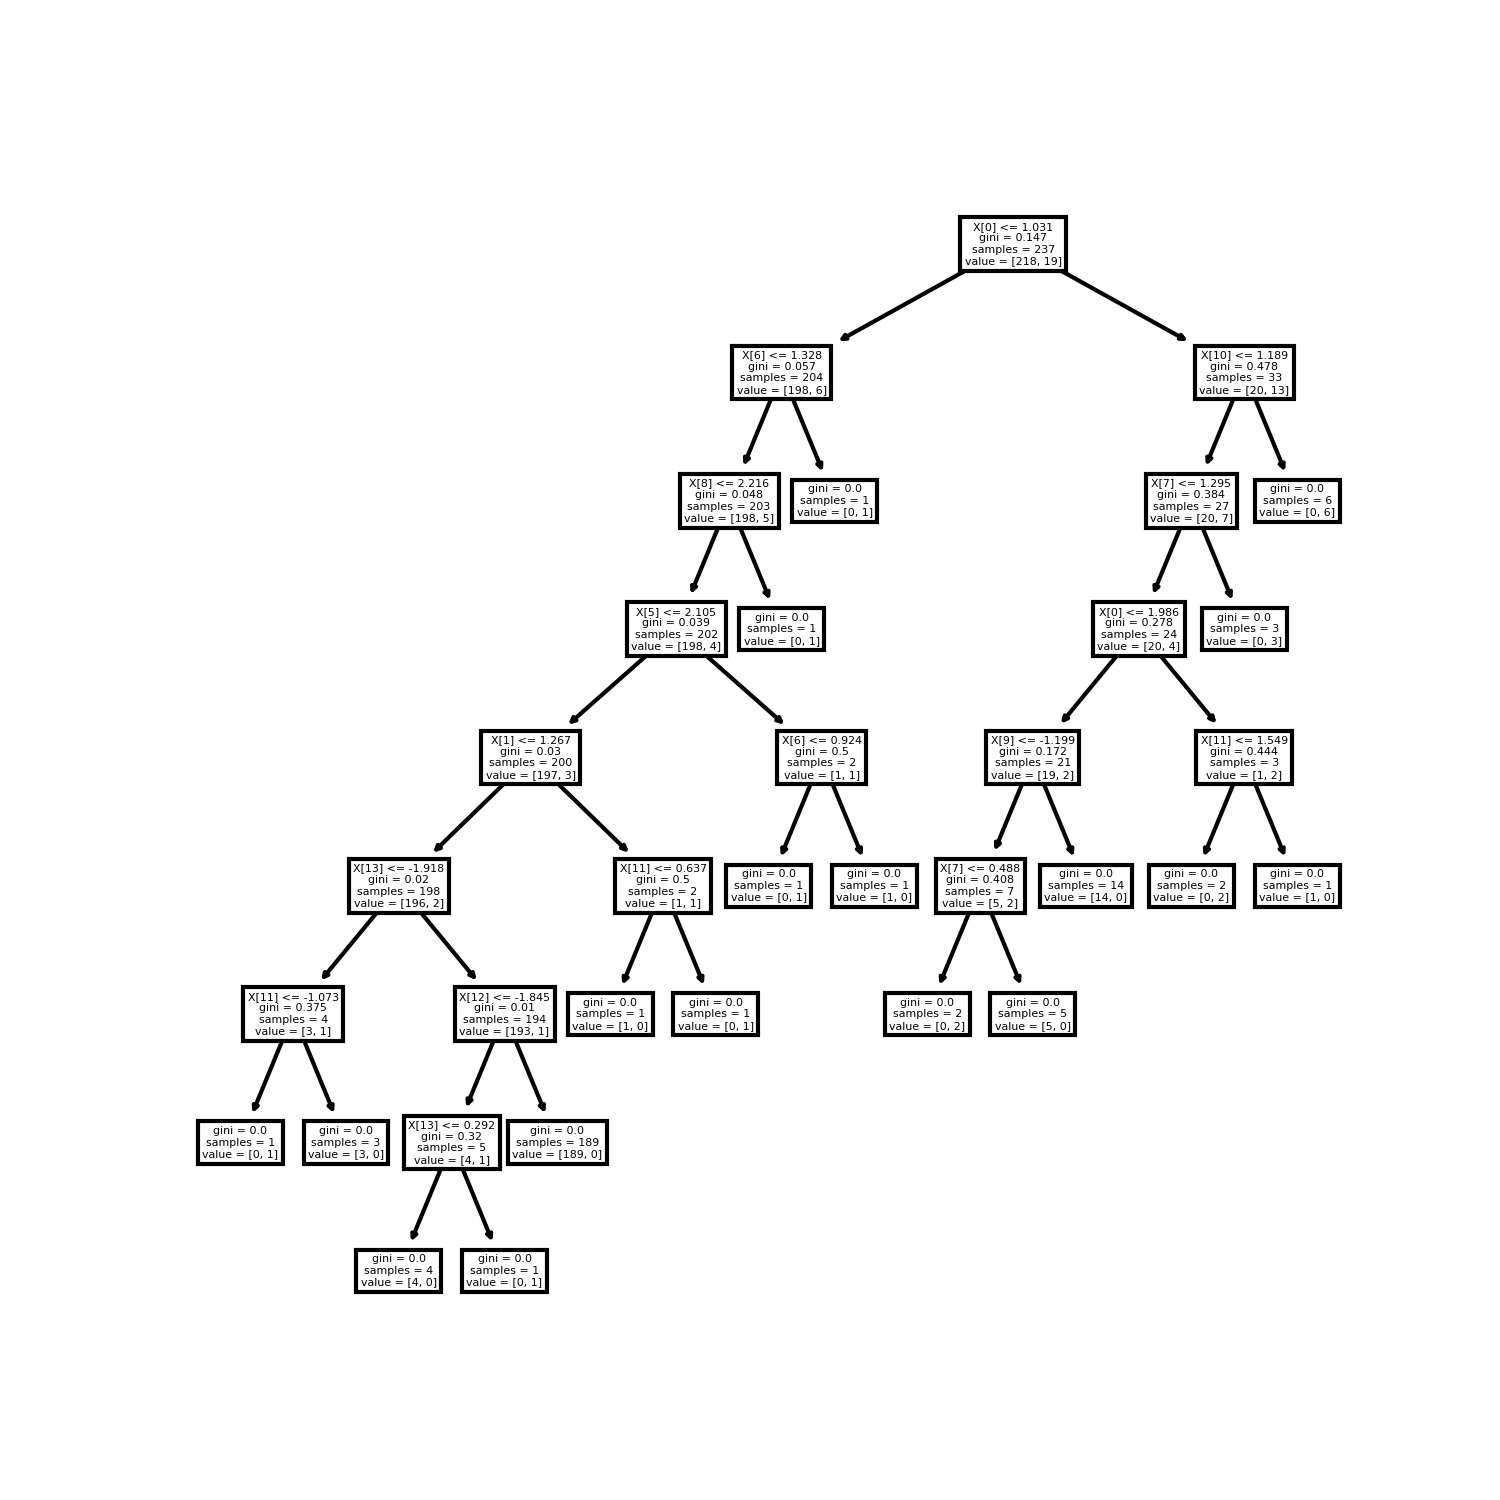 X[0] <= 1.031
gini = 0.147
samples = 237
value = [218, 19]
X[6] <= 1.328
gini = 0.057
samples = 204
value = [198, 6]
X[10] <= 1.189
gini = 0.478
samples = 33
value = [20, 13]
X[8] <= 2.216
gini = 0.048
samples = 203
value = [198, 5]
gini = 0.0
samples = 1
value = [0, 1]
X[7] <= 1.295
gini = 0.384
samples = 27
value = [20, 7]
gini = 0.0
samples = 6
value = [0, 6]
X[5] <= 2.105
gini = 0.039
samples = 202
value = [198, 4]
gini = 0.0
samples = 1
value = [0, 1]
X[0] <= 1.986
gini = 0.278
samples = 24
value = [20, 4]
gini = 0.0
samples = 3
value = [0, 3]
X[1] <= 1.267
gini = 0.03
samples = 200
value = [197, 3]
X[6] <= 0.924
gini = 0.5
samples = 2
value = [1, 1]
X[9] <= -1.199
gini = 0.172
samples = 21
value = [19, 2]
X[11] <= 1.549
gini = 0.444
samples = 3
value = [1, 2]
X[13] <= -1.918
gini = 0.02
samples = 198
value = [196, 2]
X[11] <= 0.637
gini = 0.5
samples = 2
value = [1, 1]
gini = 0.0
samples = 1
value = [0, 1]
gini = 0.0
samples = 1
value = [1, 0]
X[7] <= 0.488
gini = 0.408
samples = 7
value = [5, 2]
gini = 0.0
samples = 14
value = [14, 0]
gini = 0.0
samples = 2
value = [0, 2]
gini = 0.0
samples = 1
value = [1, 0]
X[11] <= -1.073
gini = 0.375
samples = 4
value = [3, 1]
X[12] <= -1.845
gini = 0.01
samples = 194
value = [193, 1]
gini = 0.0
samples = 1
value = [1, 0]
gini = 0.0
samples = 1
value = [0, 1]
gini = 0.0
samples = 2
value = [0, 2]
gini = 0.0
samples = 5
value = [5, 0]
gini = 0.0
samples = 1
value = [0, 1]
gini = 0.0
samples = 3
value = [3, 0]
X[13] <= 0.292
gini = 0.32
samples = 5
value = [4, 1]
gini = 0.0
samples = 189
value = [189, 0]
gini = 0.0
samples = 4
value = [4, 0]
gini = 0.0
samples = 1
value = [0, 1]